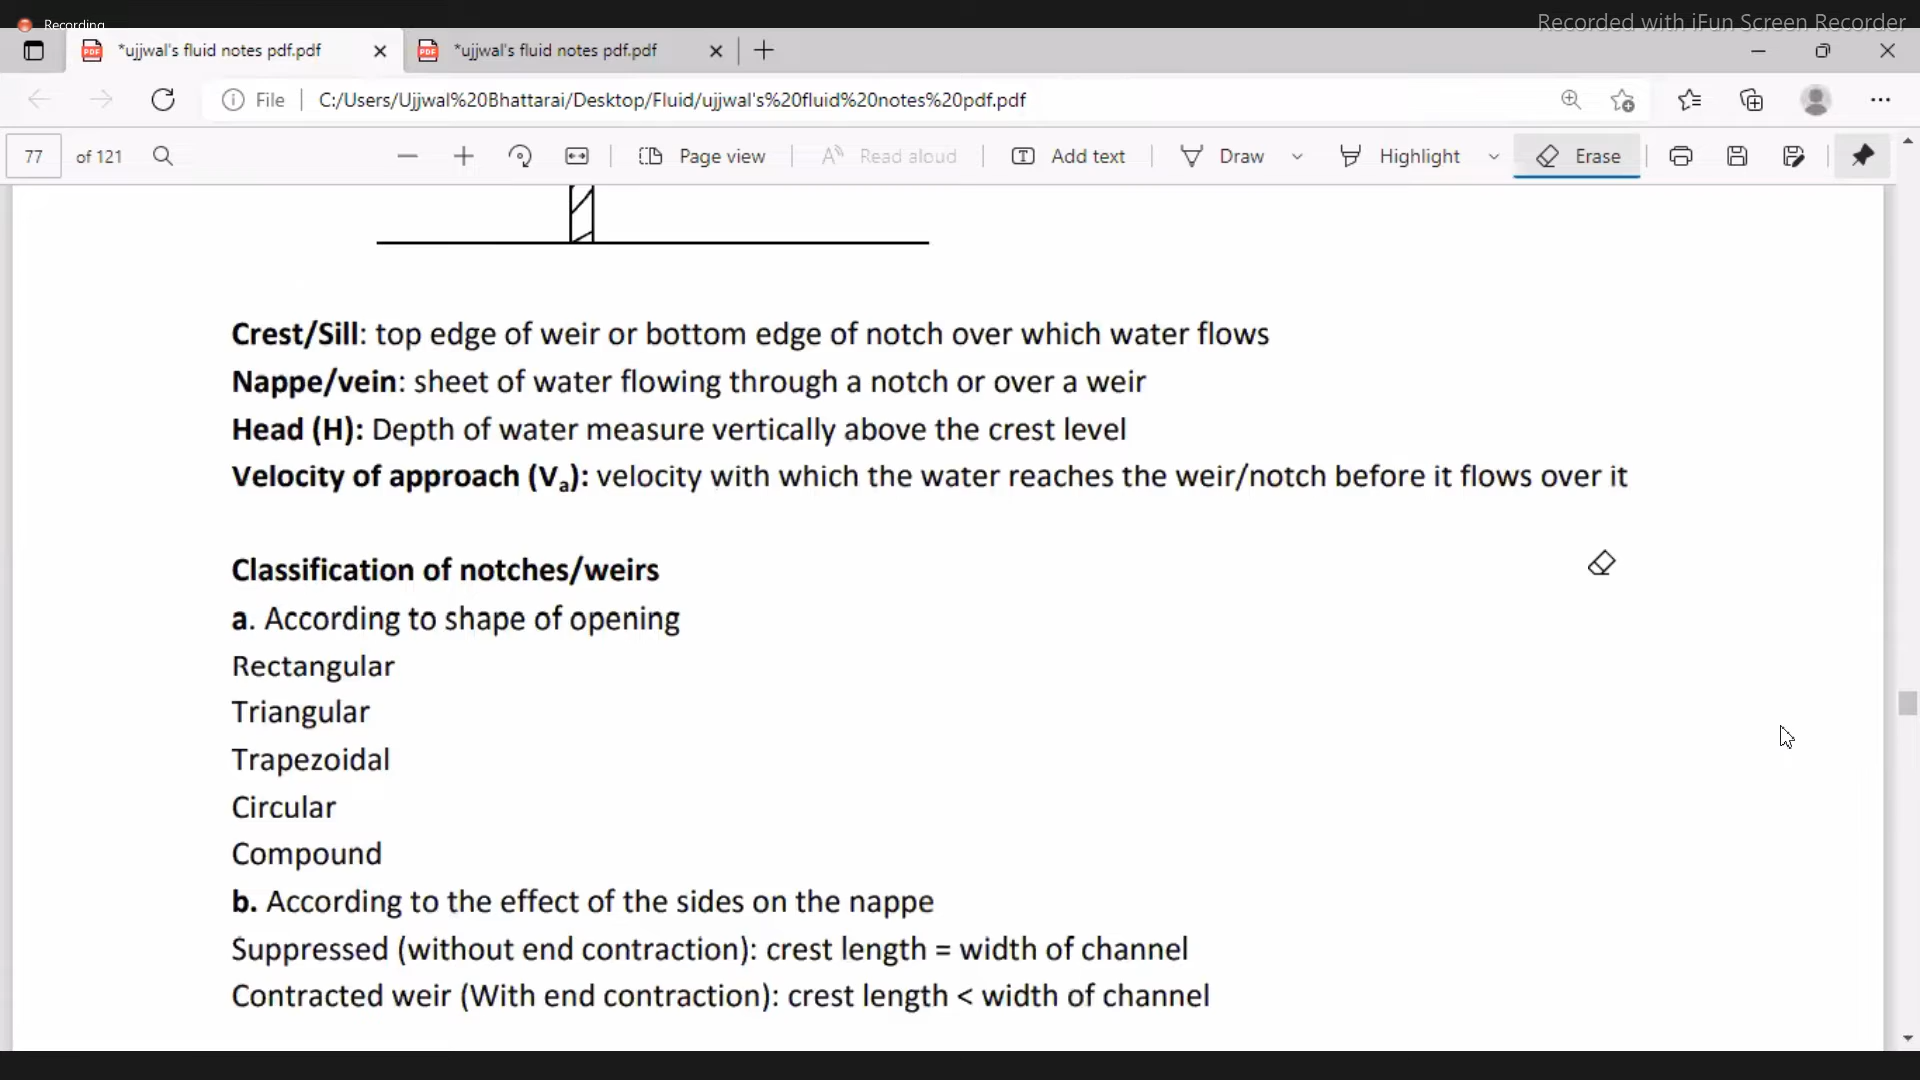 Recording
Recorded with iFun Screen Recorder
*ujjwal's fluid notes pdf.pdf
*ujjwal's fluid notes pdf.pdf
File
C:/Users/Ujjwal%20Bhattarai/Desktop/Fluid/ujjwal's%20fluid%20notes%20pdf.pdf
77 of 121
Page view
Read aloud
Add text
Draw
Highlight
Erase
Crest/Sill: top edge of weir or bottom edge of notch over which water flows
Nappe/vein: sheet of water flowing through a notch or over a weir
Head (H): Depth of water measure vertically above the crest level
Velocity of approach (Va): velocity with which the water reaches the weir/notch before it flows over it
Classification of notches/weirs
a. According to shape of opening
Rectangular
Triangular
Trapezoidal
Circular
Compound
b. According to the effect of the sides on the nappe
Suppressed (without end contraction): crest length = width of channel
Contracted weir (With end contraction): crest length < width of channel